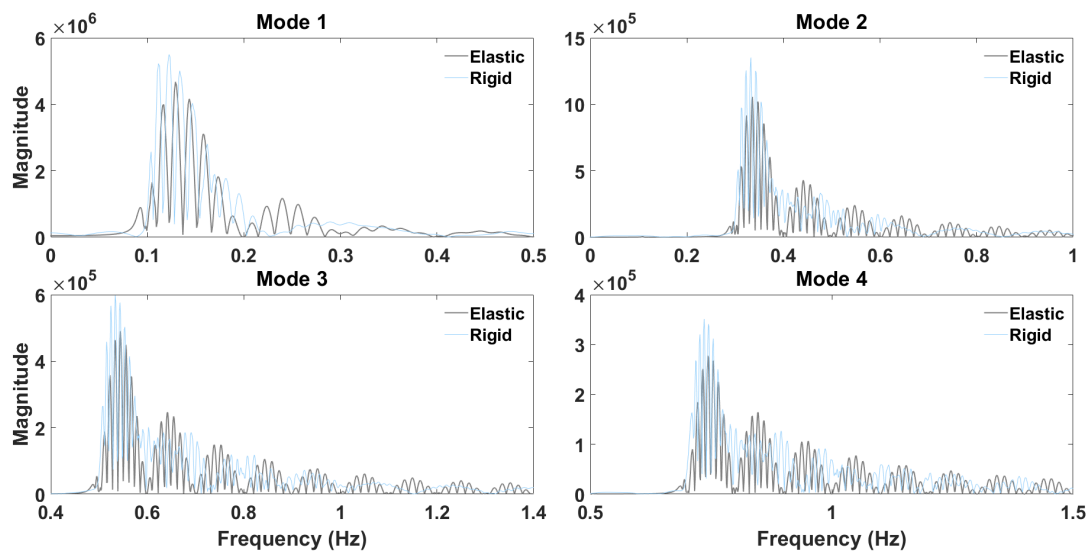 Mode 1
×10^6
6
4
2
0
Magnitude
Elastic
Rigid
0 0.1 0.2 0.3 0.4 0.5
Mode 2
×10^5
15
10
5
0
Elastic
Rigid
0 0.2 0.4 0.6 0.8 1
Mode 3
×10^5
6
4
2
0
Magnitude
Elastic
Rigid
0.4 0.6 0.8 1 1.2 1.4
Frequency (Hz)
Mode 4
×10^5
4
3
2
1
0
Elastic
Rigid
0.5 1 1.5
Frequency (Hz)